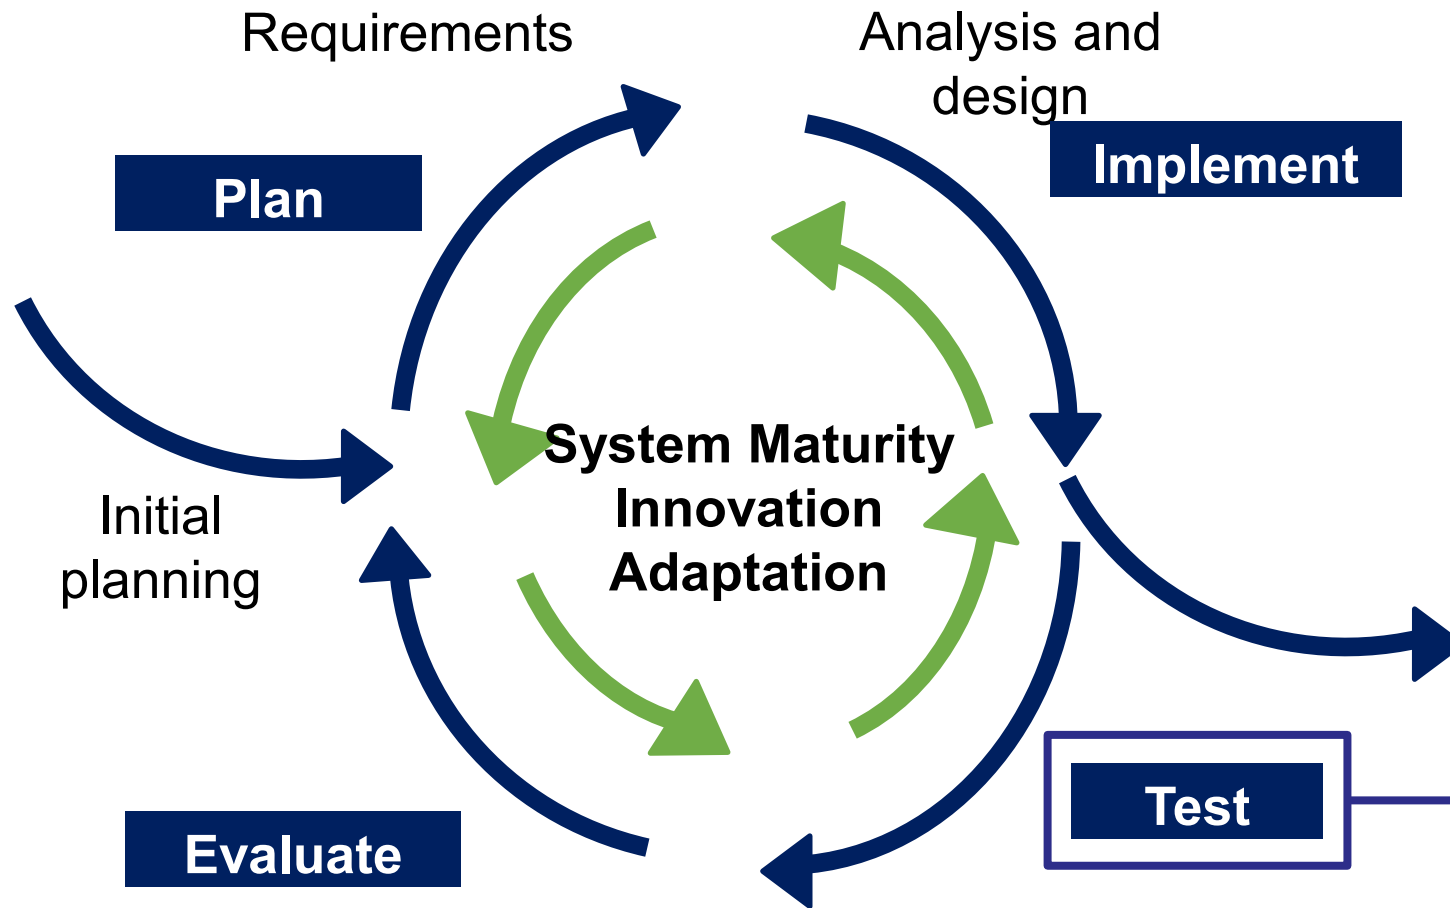 Requirements
Analysis and
design
Implement
Plan
System Maturity
Innovation
Adaptation
Initial
planning
Test
Evaluate